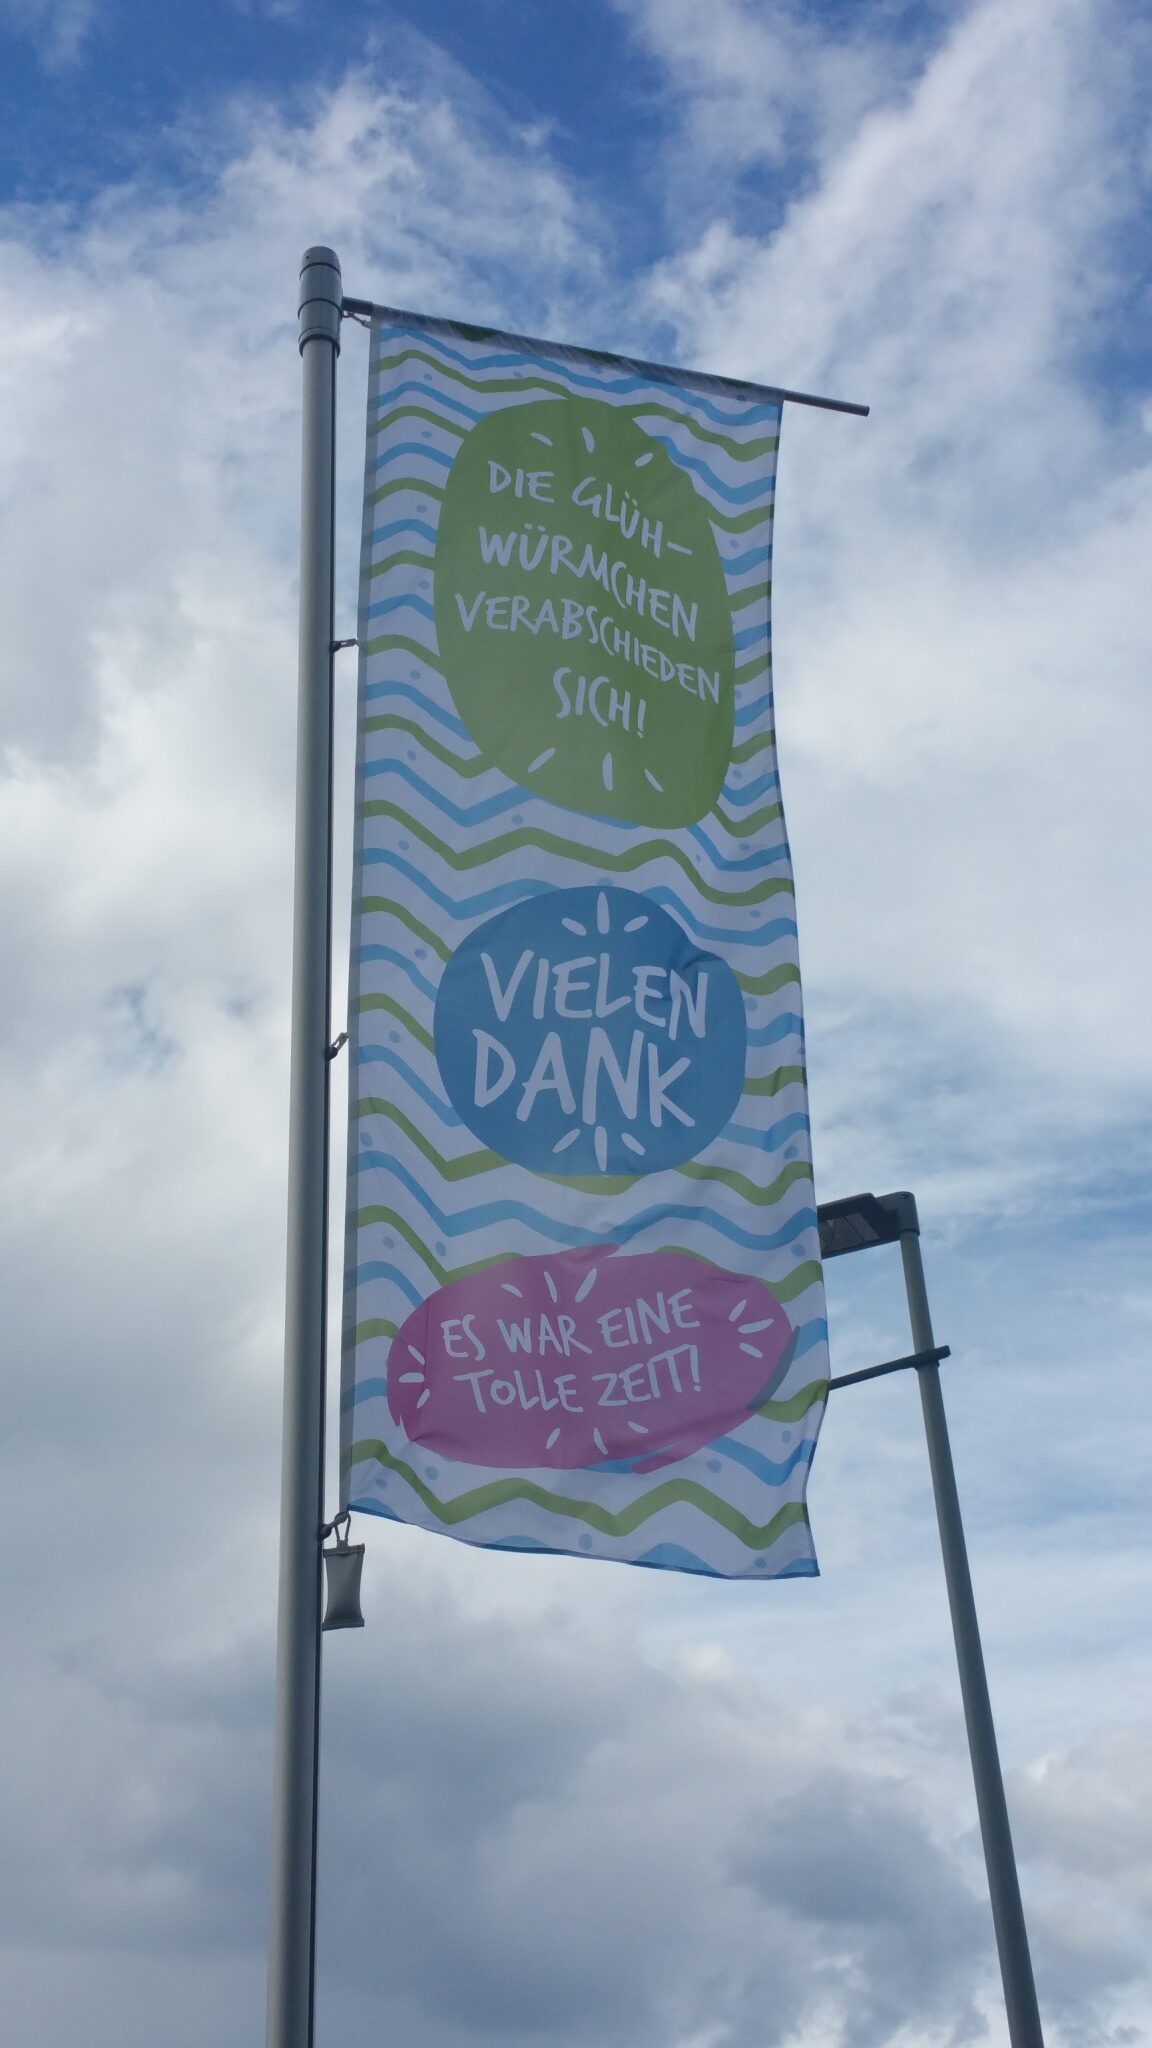 DIE GLÜH-
WÜRMCHEN
VERABSCHIEDEN
SICH!
VIELEN
DANK
ES WAR EINE
TOLLE ZEIT!